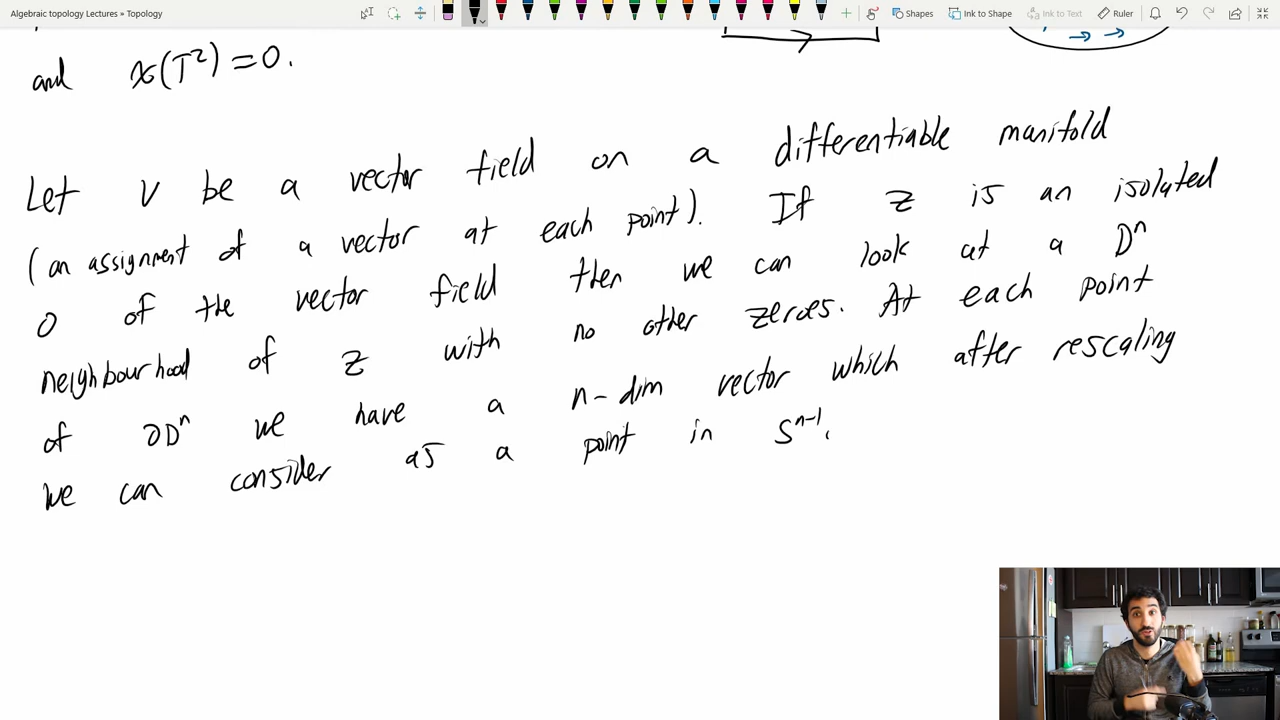 Algebraic topology Lectures » Topology
Shapes
Ink to Shape
Ink to Text
Ruler
and χ(T²) = 0.
Let V be a vector field on a differentiable manifold
(an assignment of a vector at each point). If z is an isolated
0 of the vector field then we can look at a Dⁿ
neighbourhood of z with no other zeroes. At each point
of ∂Dⁿ we have a n-dim vector which after rescaling
we can consider as a point in Sⁿ⁻¹.